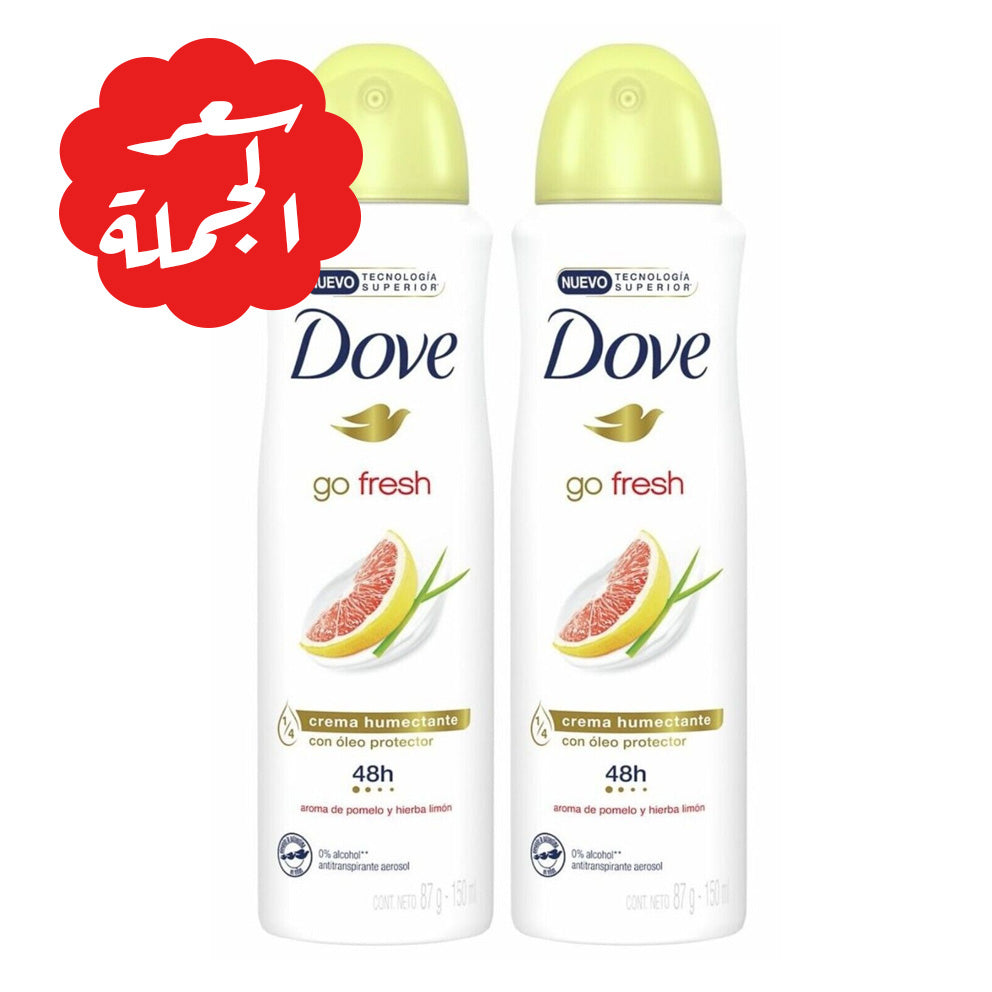 سعر
الجملة
NUEVO
TECNOLOGÍA
SUPERIOR
Dove
go fresh
1/4
crema humectante
con óleo protector
48h
aroma de pomelo y hierba limón
0% alcohol**
antitranspirante aerosol
CONT. NETO 87 g - 150 ml
NUEVO
TECNOLOGÍA
SUPERIOR
Dove
go fresh
1/4
crema humectante
con óleo protector
48h
aroma de pomelo y hierba limón
0% alcohol**
antitranspirante aerosol
CONT. NETO 87 g - 150 ml